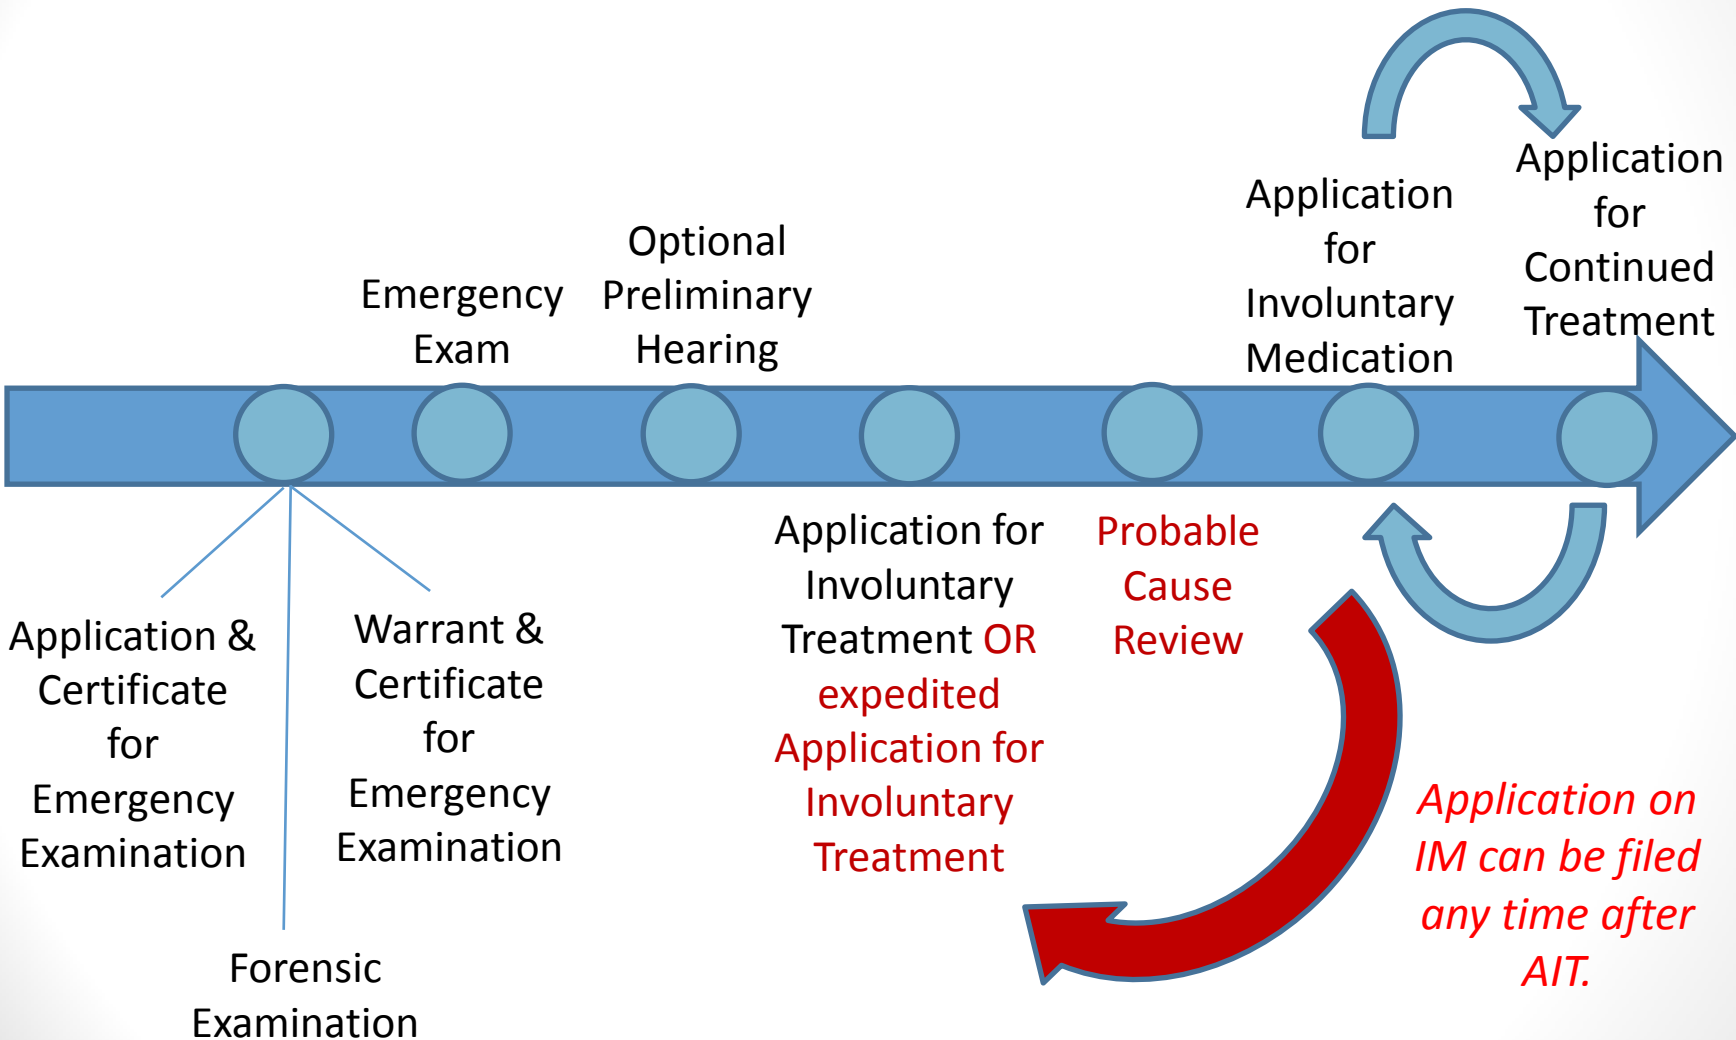 Emergency
Exam
Optional
Preliminary
Hearing
Application
for
Involuntary
Medication
Application
for
Continued
Treatment
Application &
Certificate
for
Emergency
Examination
Forensic
Examination
Warrant &
Certificate
for
Emergency
Examination
Application for
Involuntary
Treatment OR
expedited
Application for
Involuntary
Treatment
Probable
Cause
Review
Application on
IM can be filed
any time after
AIT.